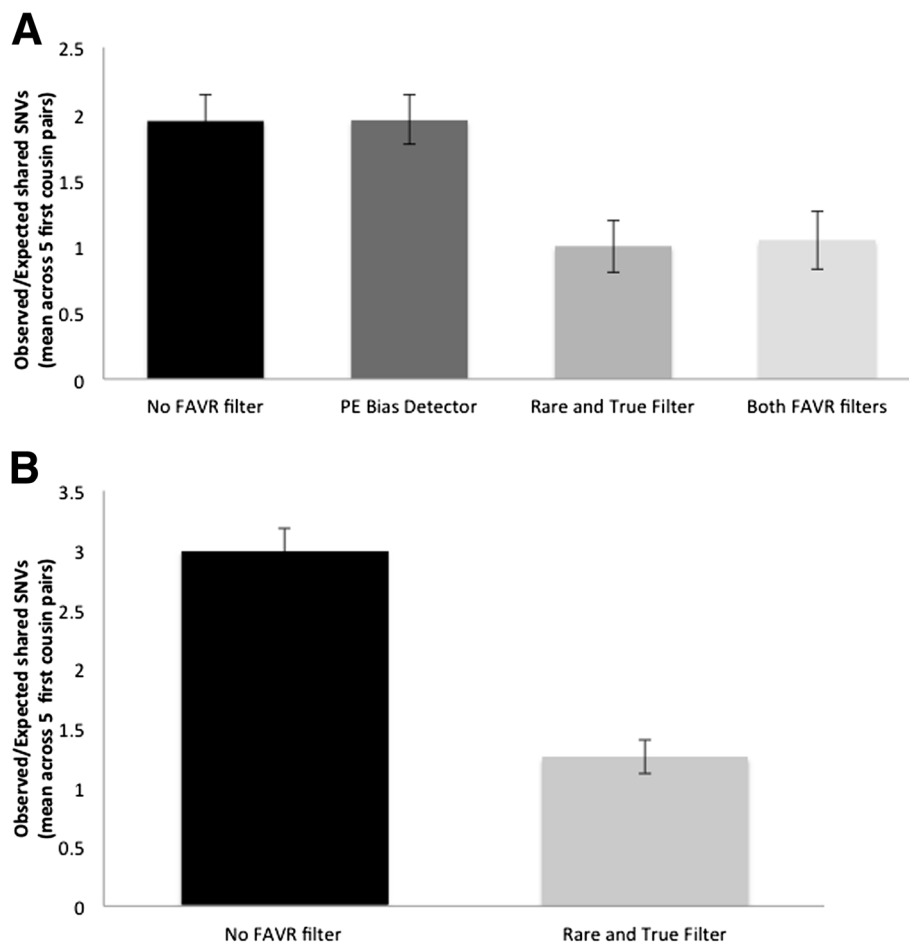 A
Observed/Expected shared SNVs
(mean across 5 first cousin pairs)
2.5
2
1.5
1
0.5
0
No FAVR filter
PE Bias Detector
Rare and True Filter
Both FAVR filters
B
Observed/Expected shared SNVs
(mean across 5 first cousin pairs)
3.5
3
2.5
2
1.5
1
0.5
0
No FAVR filter
Rare and True Filter